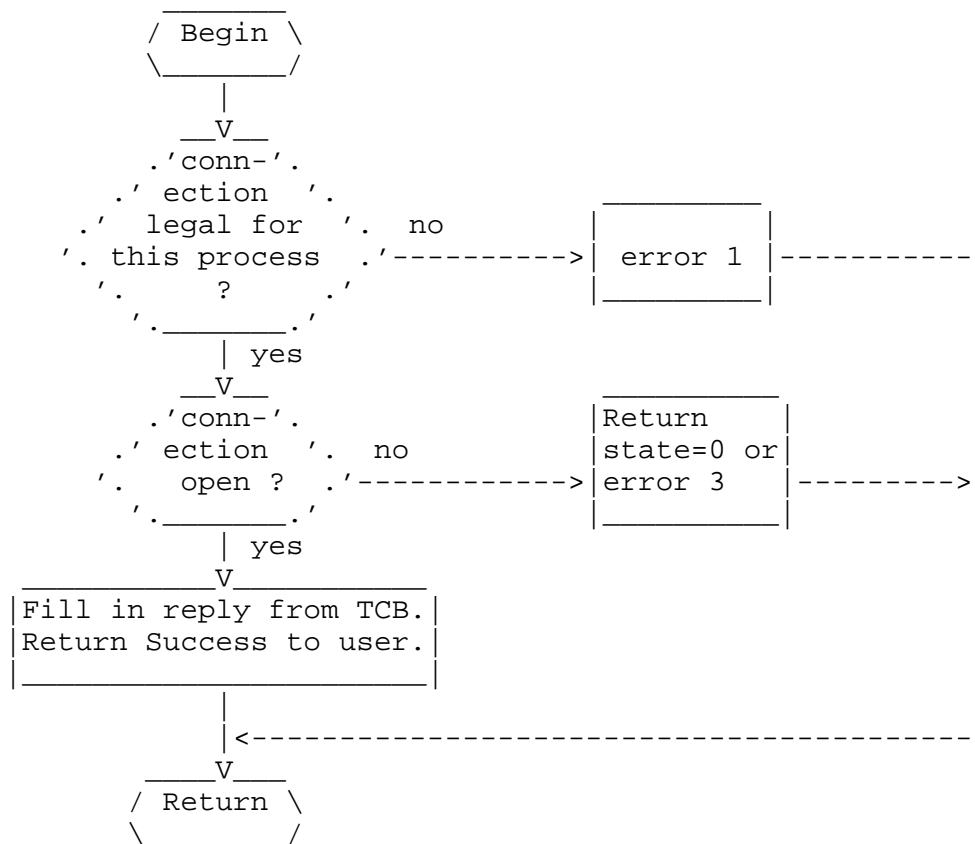 Begin
conn-
ection
legal for
no
this process
error 1
?
yes
conn-
Return
ection
no
state=0 or
open ?
error 3
yes
Fill in reply from TCB.
Return Success to user.
Return